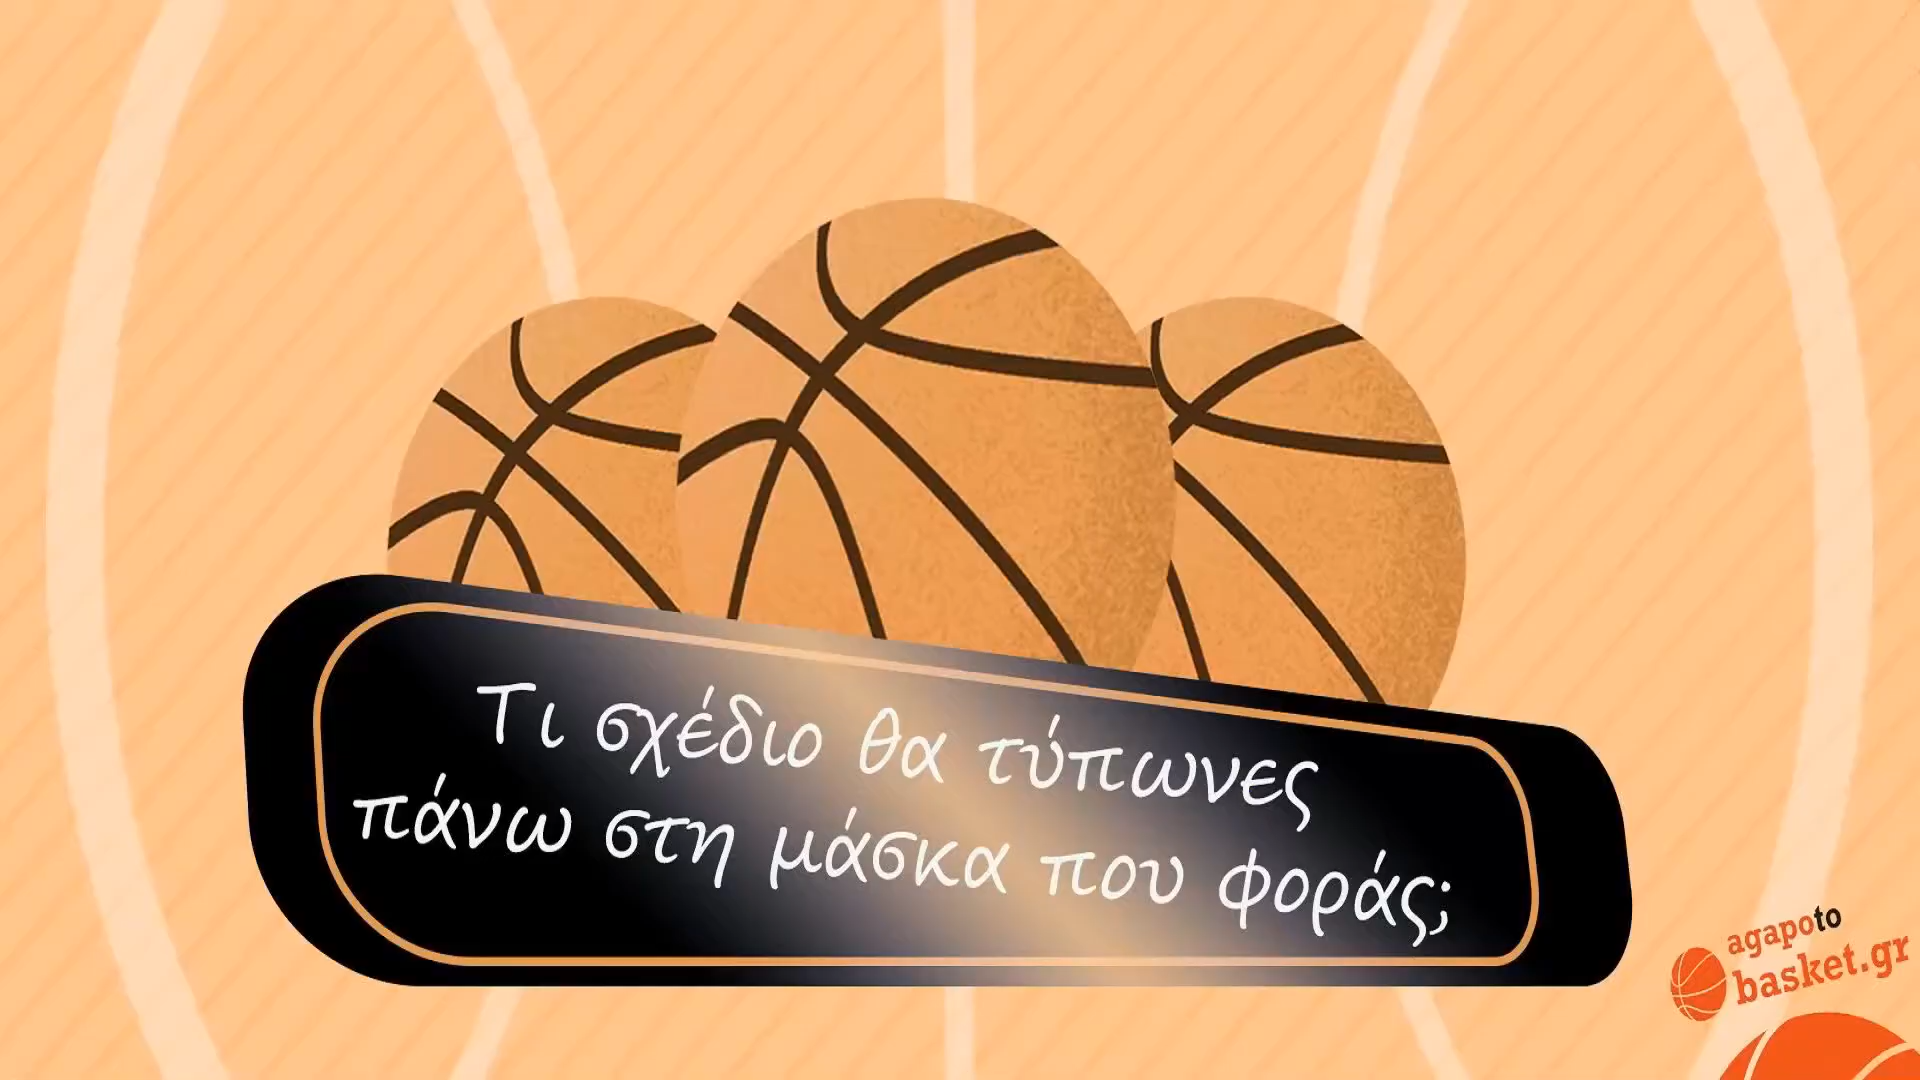 Τι σχέδιο θα τύπωνες
πάνω στη μάσκα που φοράς;
agapoto
basket.gr